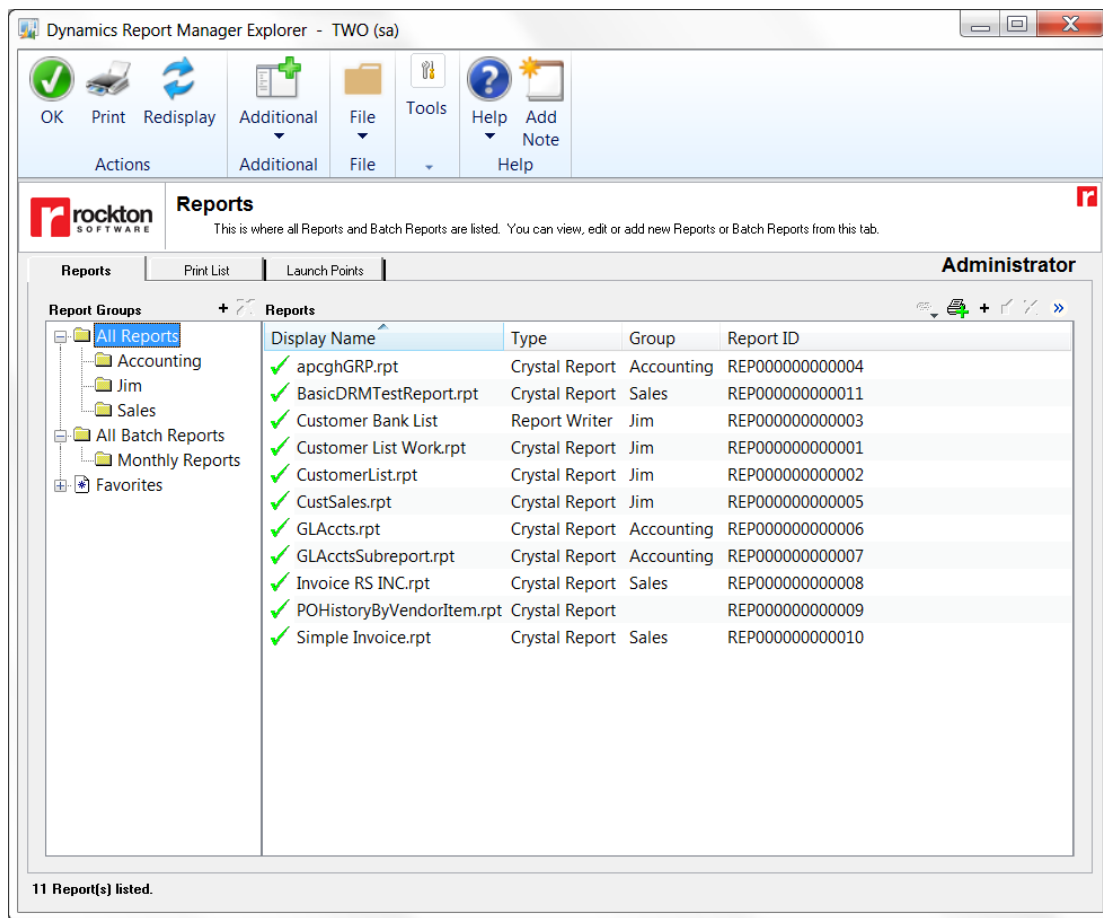 Dynamics Report Manager Explorer - TWO (sa)
OK Print Redisplay Additional File Tools Help Add Note
Actions Additional File Help
rockton
SOFTWARE
Reports
This is where all Reports and Batch Reports are listed. You can view, edit or add new Reports or Batch Reports from this tab.
Reports Print List Launch Points Administrator
Report Groups Reports
All Reports
Accounting
Jim
Sales
All Batch Reports
Monthly Reports
Favorites
Display Name Type Group Report ID
apcghGRP.rpt Crystal Report Accounting REP000000000004
BasicDRMTestReport.rpt Crystal Report Sales REP000000000011
Customer Bank List Report Writer Jim REP000000000003
Customer List Work.rpt Crystal Report Jim REP000000000001
CustomerList.rpt Crystal Report Jim REP000000000002
CustSales.rpt Crystal Report Jim REP000000000005
GLAccts.rpt Crystal Report Accounting REP000000000006
GLAcctsSubreport.rpt Crystal Report Accounting REP000000000007
Invoice RS INC.rpt Crystal Report Sales REP000000000008
POHistoryByVendorItem.rpt Crystal Report REP000000000009
Simple Invoice.rpt Crystal Report Sales REP000000000010
11 Report(s) listed.